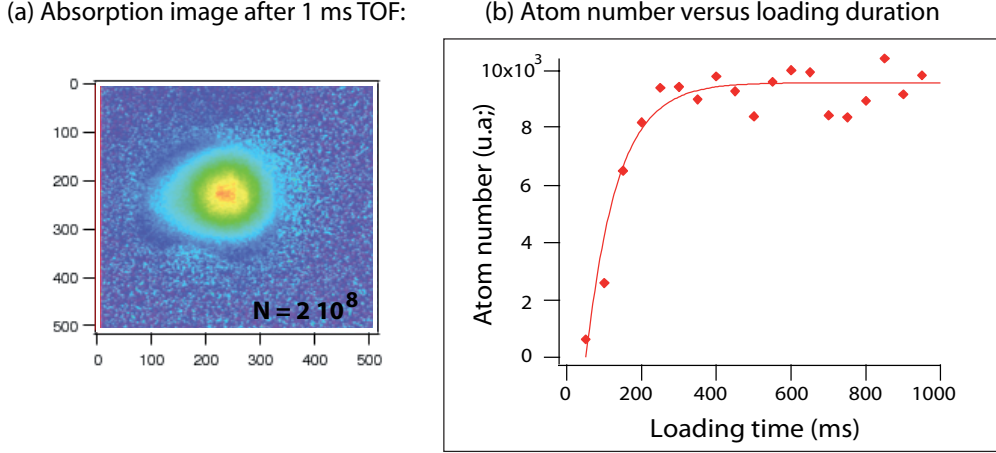 (a) Absorption image after 1 ms TOF:
0
100
200
300
400
500
N = 2 10⁸
0 100 200 300 400 500
(b) Atom number versus loading duration
10x10³
8
6
4
2
0
Atom number (u.a;)
0 200 400 600 800 1000
Loading time (ms)